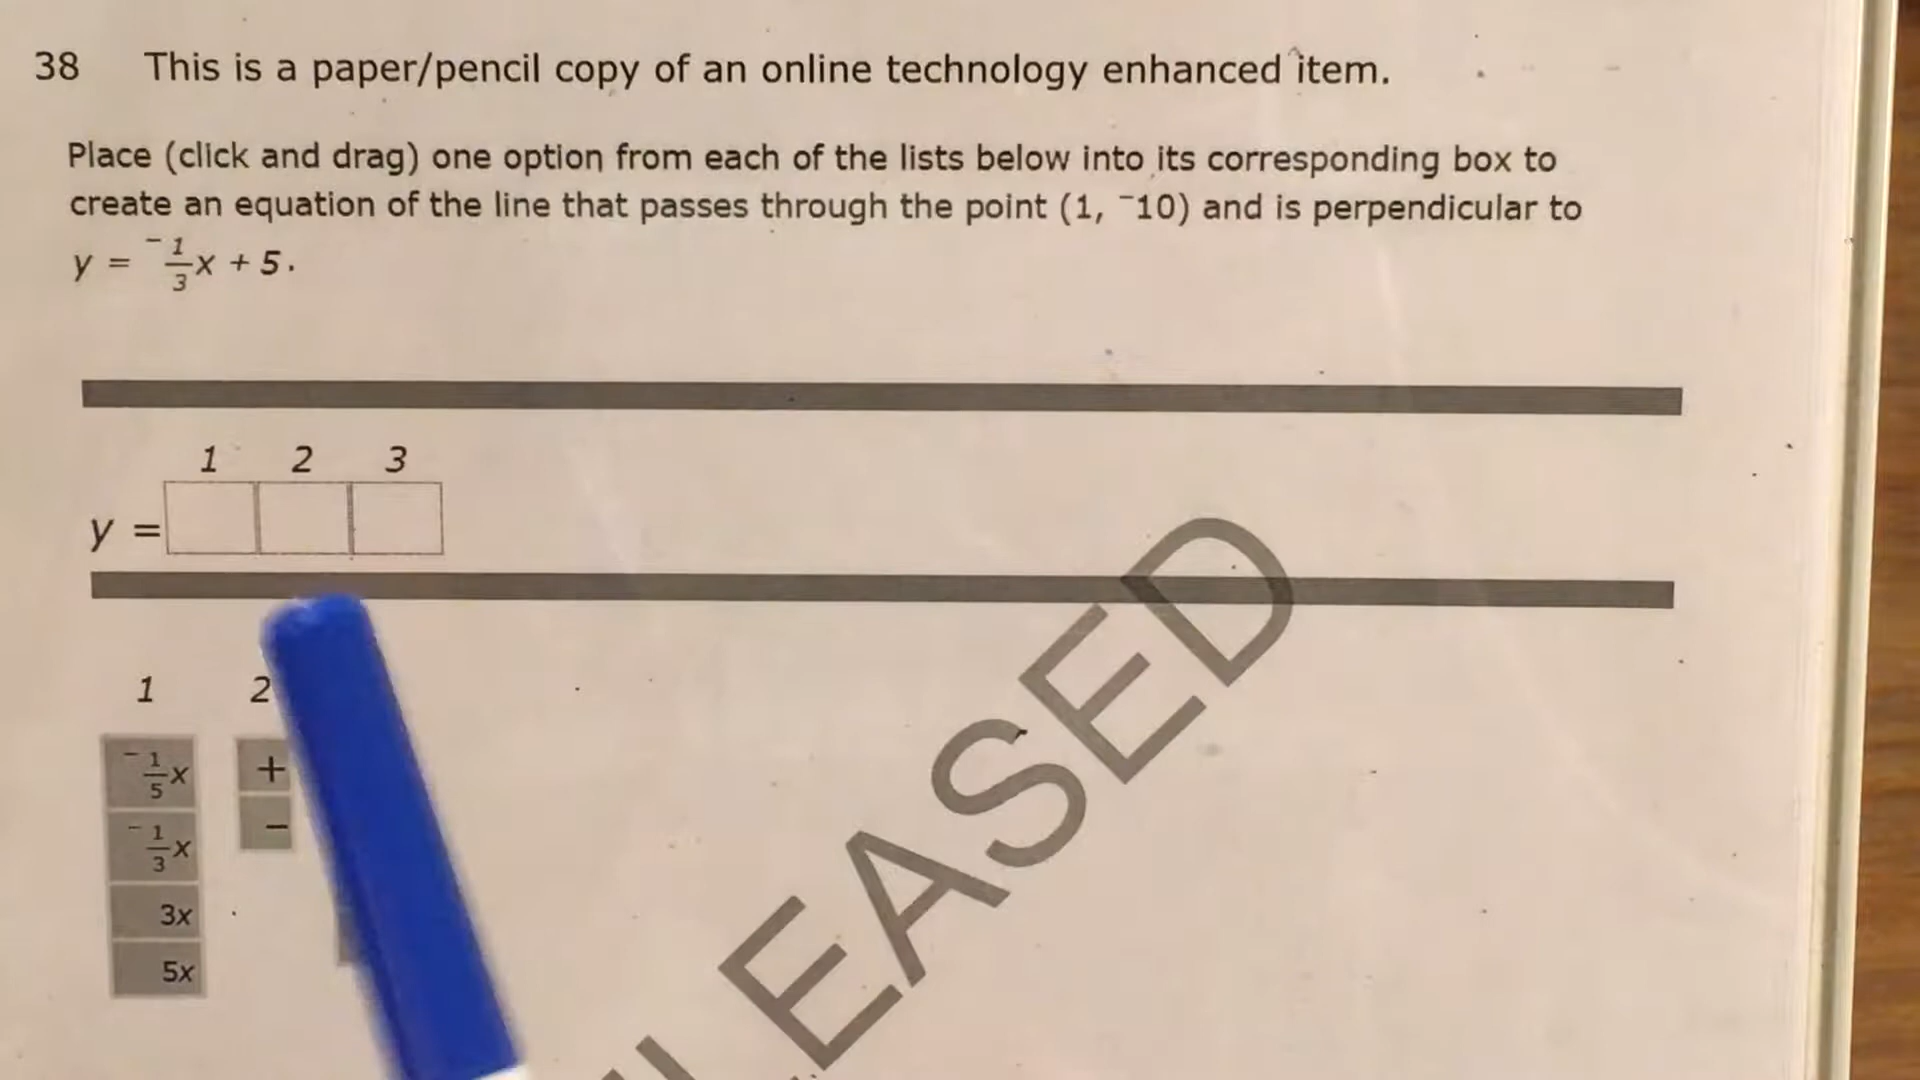 38 This is a paper/pencil copy of an online technology enhanced item.
Place (click and drag) one option from each of the lists below into its corresponding box to
create an equation of the line that passes through the point (1, ⁻10) and is perpendicular to
y = ⁻1/3x + 5.
1 2 3
y =
1 2
⁻1/5x +
⁻1/3x −
3x
5x
EASED